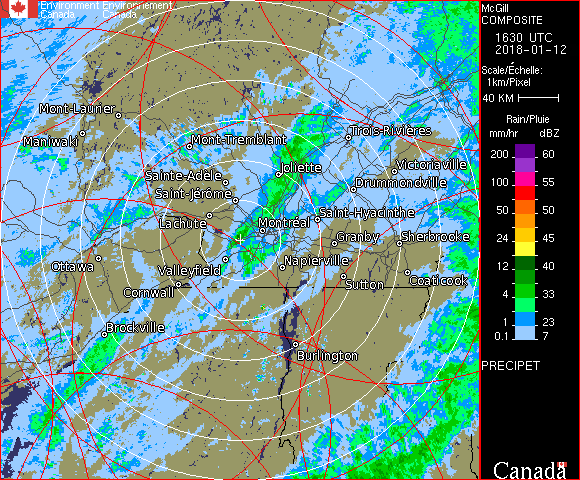 Environment Environnement
Canada Canada
McGill
COMPOSITE
1630 UTC
2018-01-12
Scale/Échelle:
1km/Pixel
40 KM
Rain/Pluie
mm/hr dBZ
200 60
100 55
50 50
24 45
12 40
4 33
1 23
0.1 7
PRECIPET
Canada
Mont-Laurier
Maniwaki
Mont-Tremblant
Trois-Rivières
Joliette
Victoriaville
Sainte-Adèle
Drummondville
Saint-Jérôme
Saint-Hyacinthe
Lachute
Montréal
Granby
Sherbrooke
Ottawa
Valleyfield
Napierville
Coaticook
Sutton
Cornwall
Brockville
Burlington